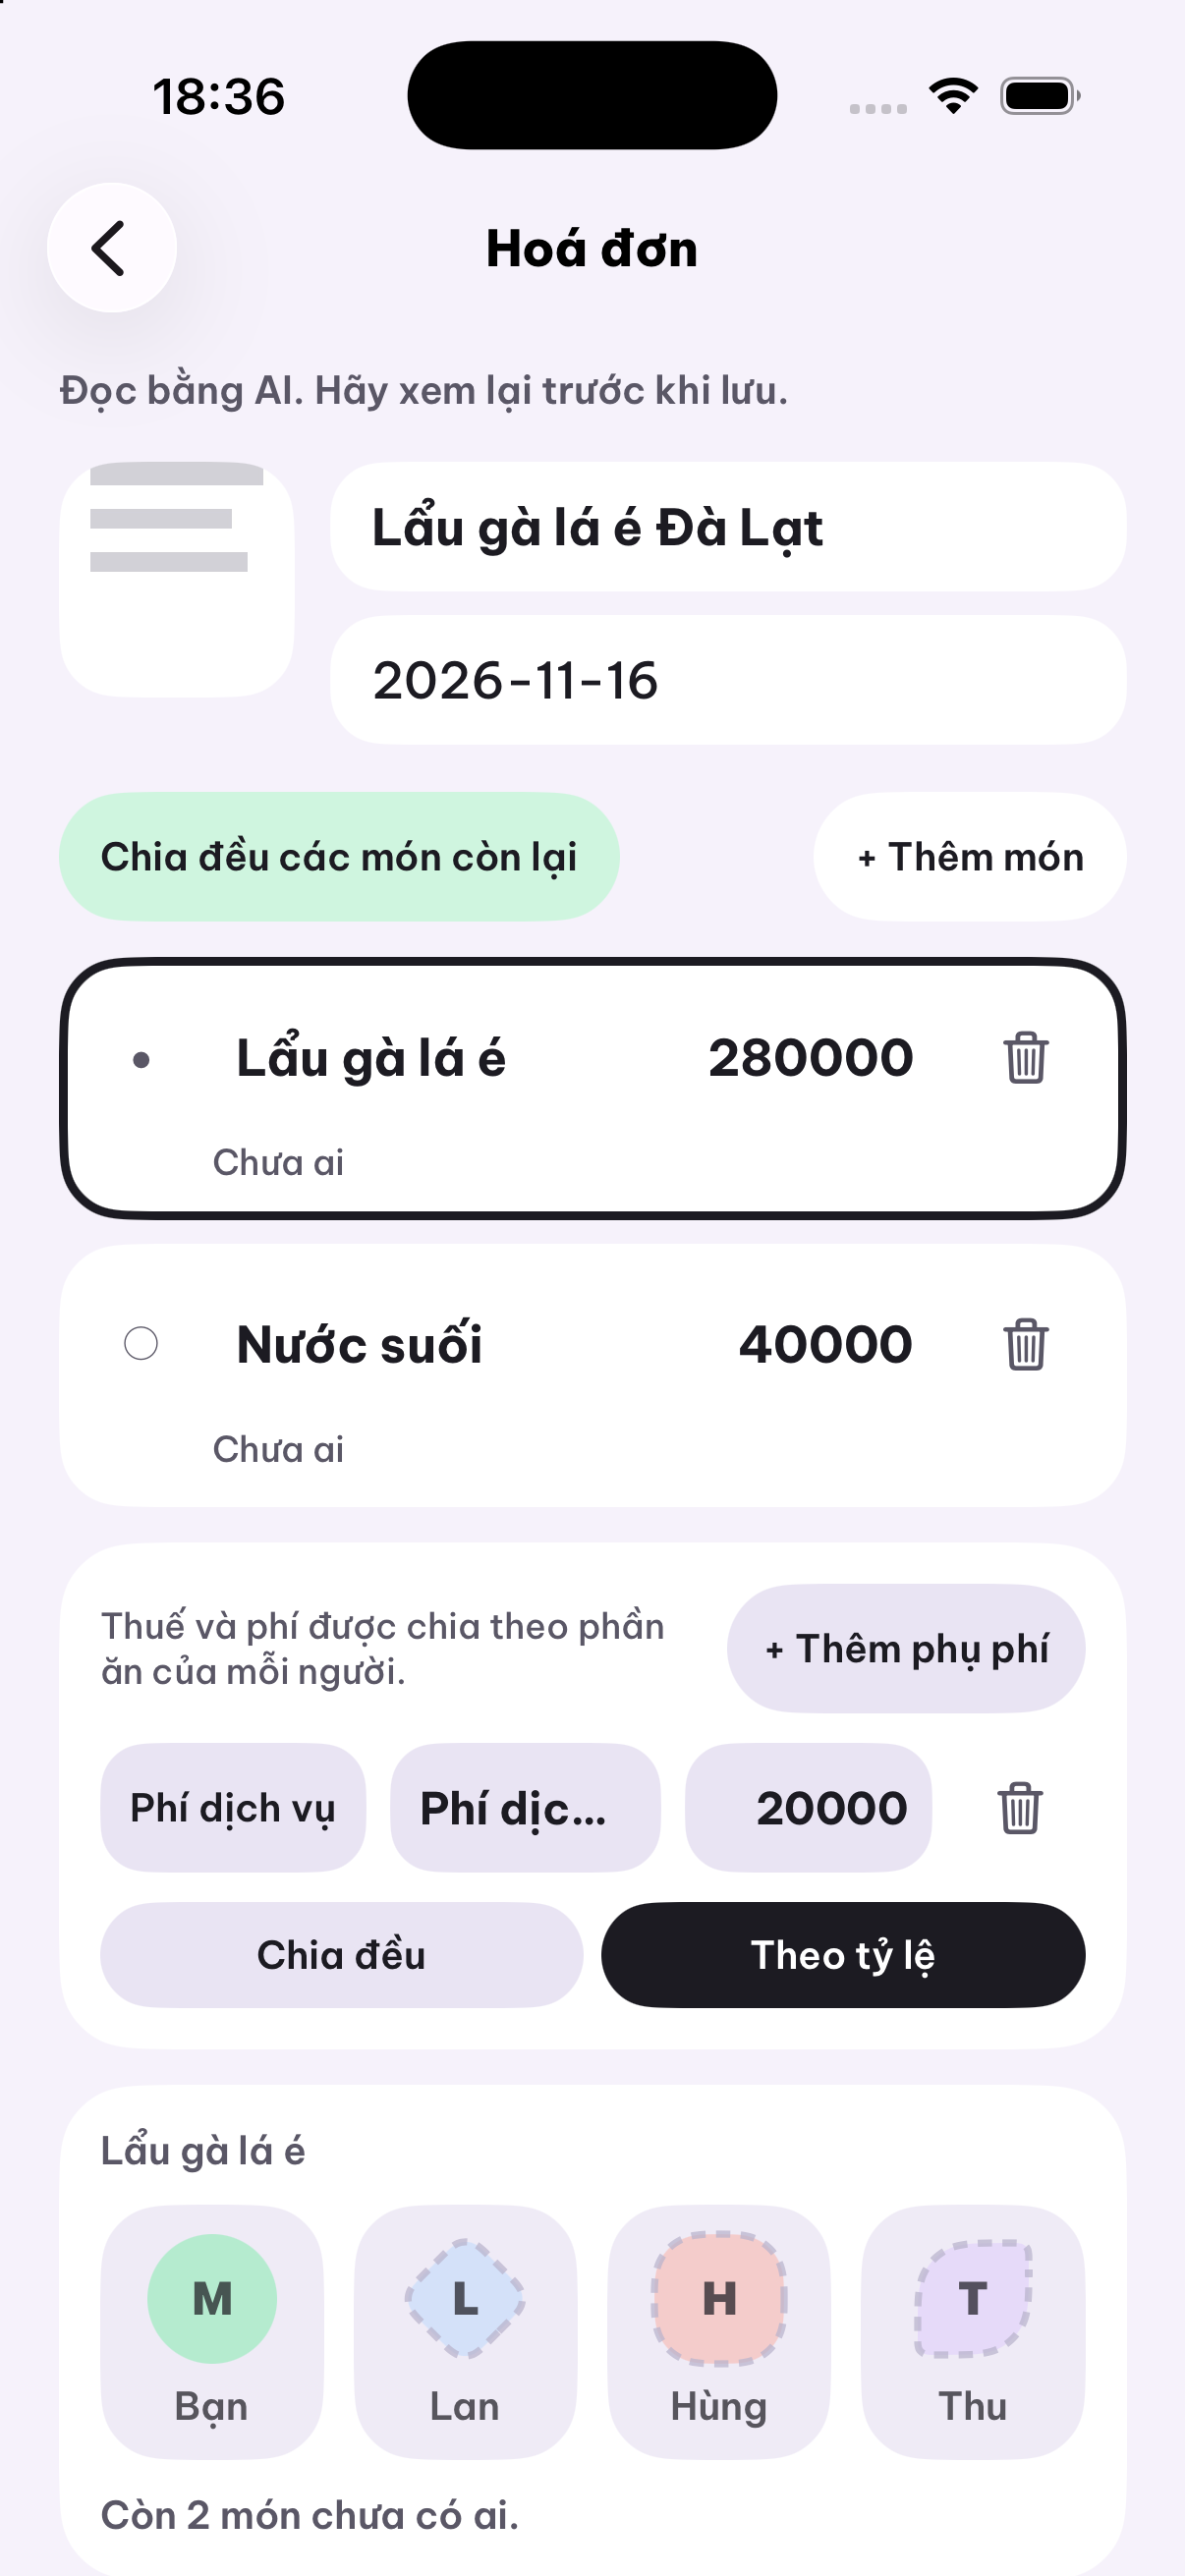 18:36
Hoá đơn
Đọc bằng AI. Hãy xem lại trước khi lưu.
Lẩu gà lá é Đà Lạt
2026-11-16
Chia đều các món còn lại
+ Thêm món
Lẩu gà lá é 280000
Chưa ai
Nước suối 40000
Chưa ai
Thuế và phí được chia theo phần
ăn của mỗi người.
+ Thêm phụ phí
Phí dịch vụ Phí dịc... 20000
Chia đều Theo tỷ lệ
Lẩu gà lá é
M L H T
Bạn Lan Hùng Thu
Còn 2 món chưa có ai.